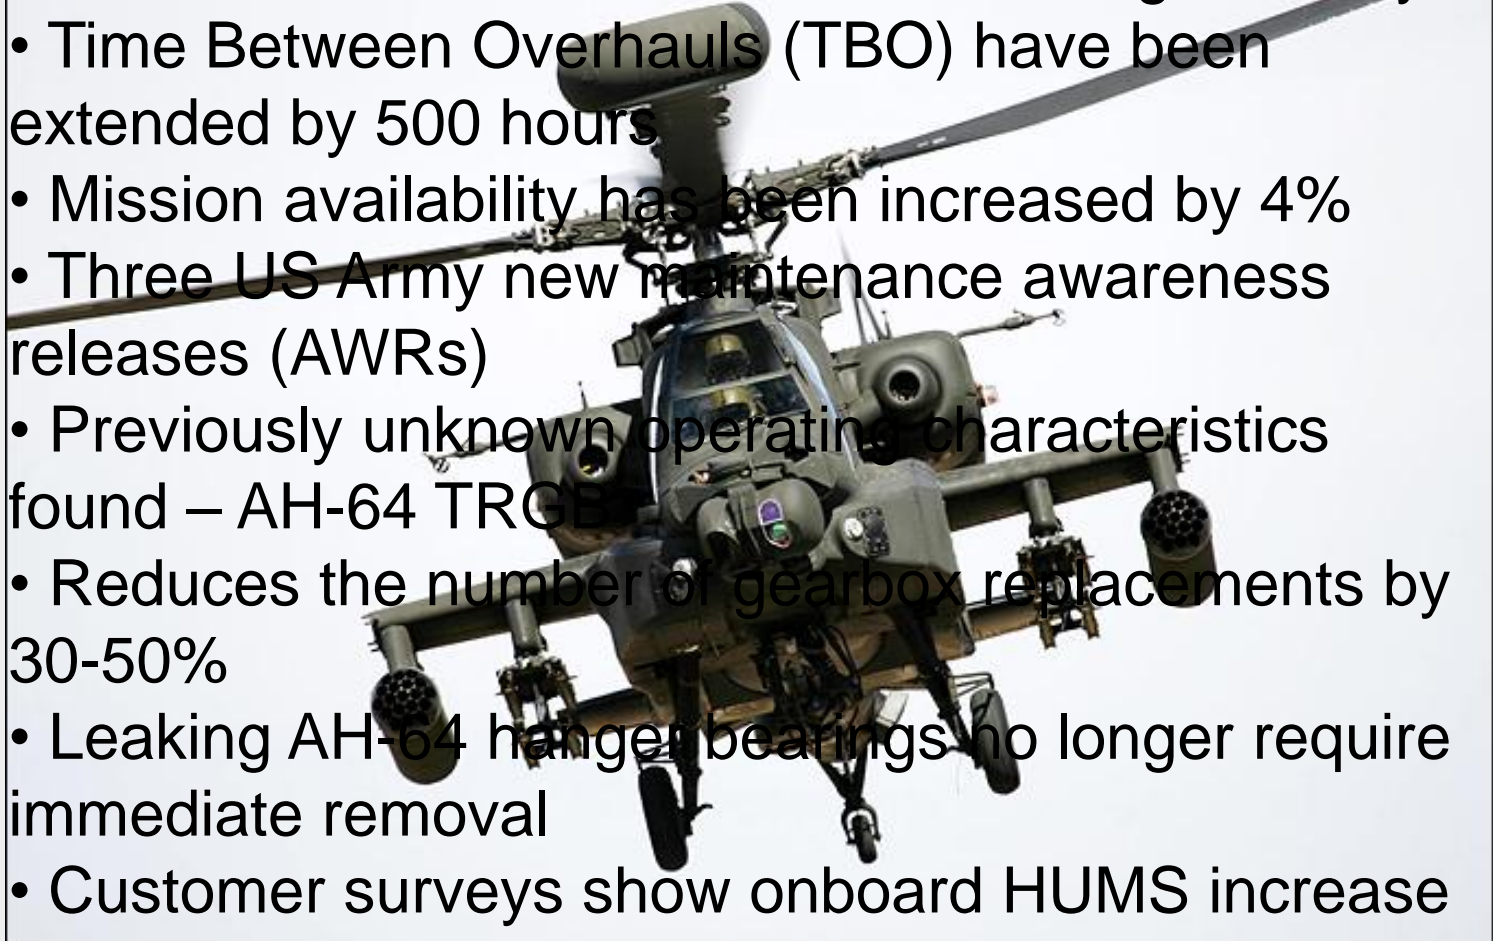 • Time Between Overhauls (TBO) have been
extended by 500 hours
• Mission availability has been increased by 4%
• Three US Army new maintenance awareness
releases (AWRs)
• Previously unknown operating characteristics
found – AH-64 TRGB
• Reduces the number of gearbox replacements by
30-50%
• Leaking AH-64 hanger bearings no longer require
immediate removal
• Customer surveys show onboard HUMS increase